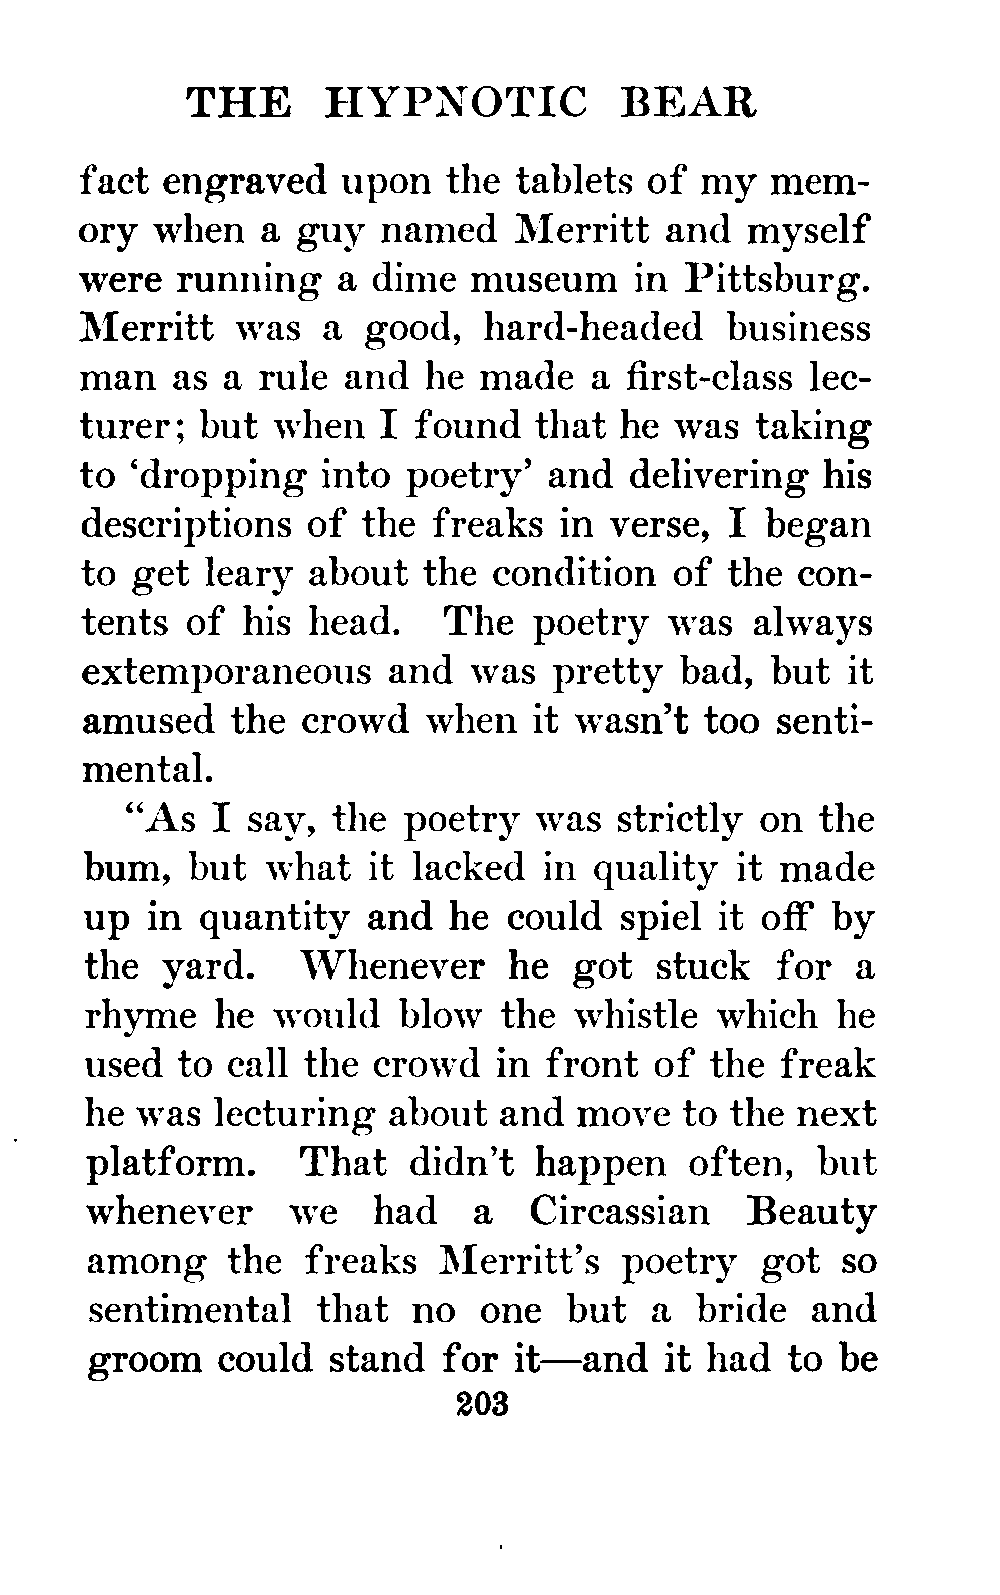 THE HYPNOTIC BEAR
fact engraved upon the tablets of my mem-
ory when a guy named Merritt and myself
were running a dime museum in Pittsburg.
Merritt was a good, hard-headed business
man as a rule and he made a first-class lec-
turer; but when I found that he was taking
to ‘dropping into poetry’ and delivering his
descriptions of the freaks in verse, I began
to get leary about the condition of the con-
tents of his head. The poetry was always
extemporaneous and was pretty bad, but it
amused the crowd when it wasn’t too senti-
mental.
“As I say, the poetry was strictly on the
bum, but what it lacked in quality it made
up in quantity and he could spiel it off by
the yard. Whenever he got stuck for a
rhyme he would blow the whistle which he
used to call the crowd in front of the freak
he was lecturing about and move to the next
platform. That didn’t happen often, but
whenever we had a Circassian Beauty
among the freaks Merritt’s poetry got so
sentimental that no one but a bride and
groom could stand for it—and it had to be
203